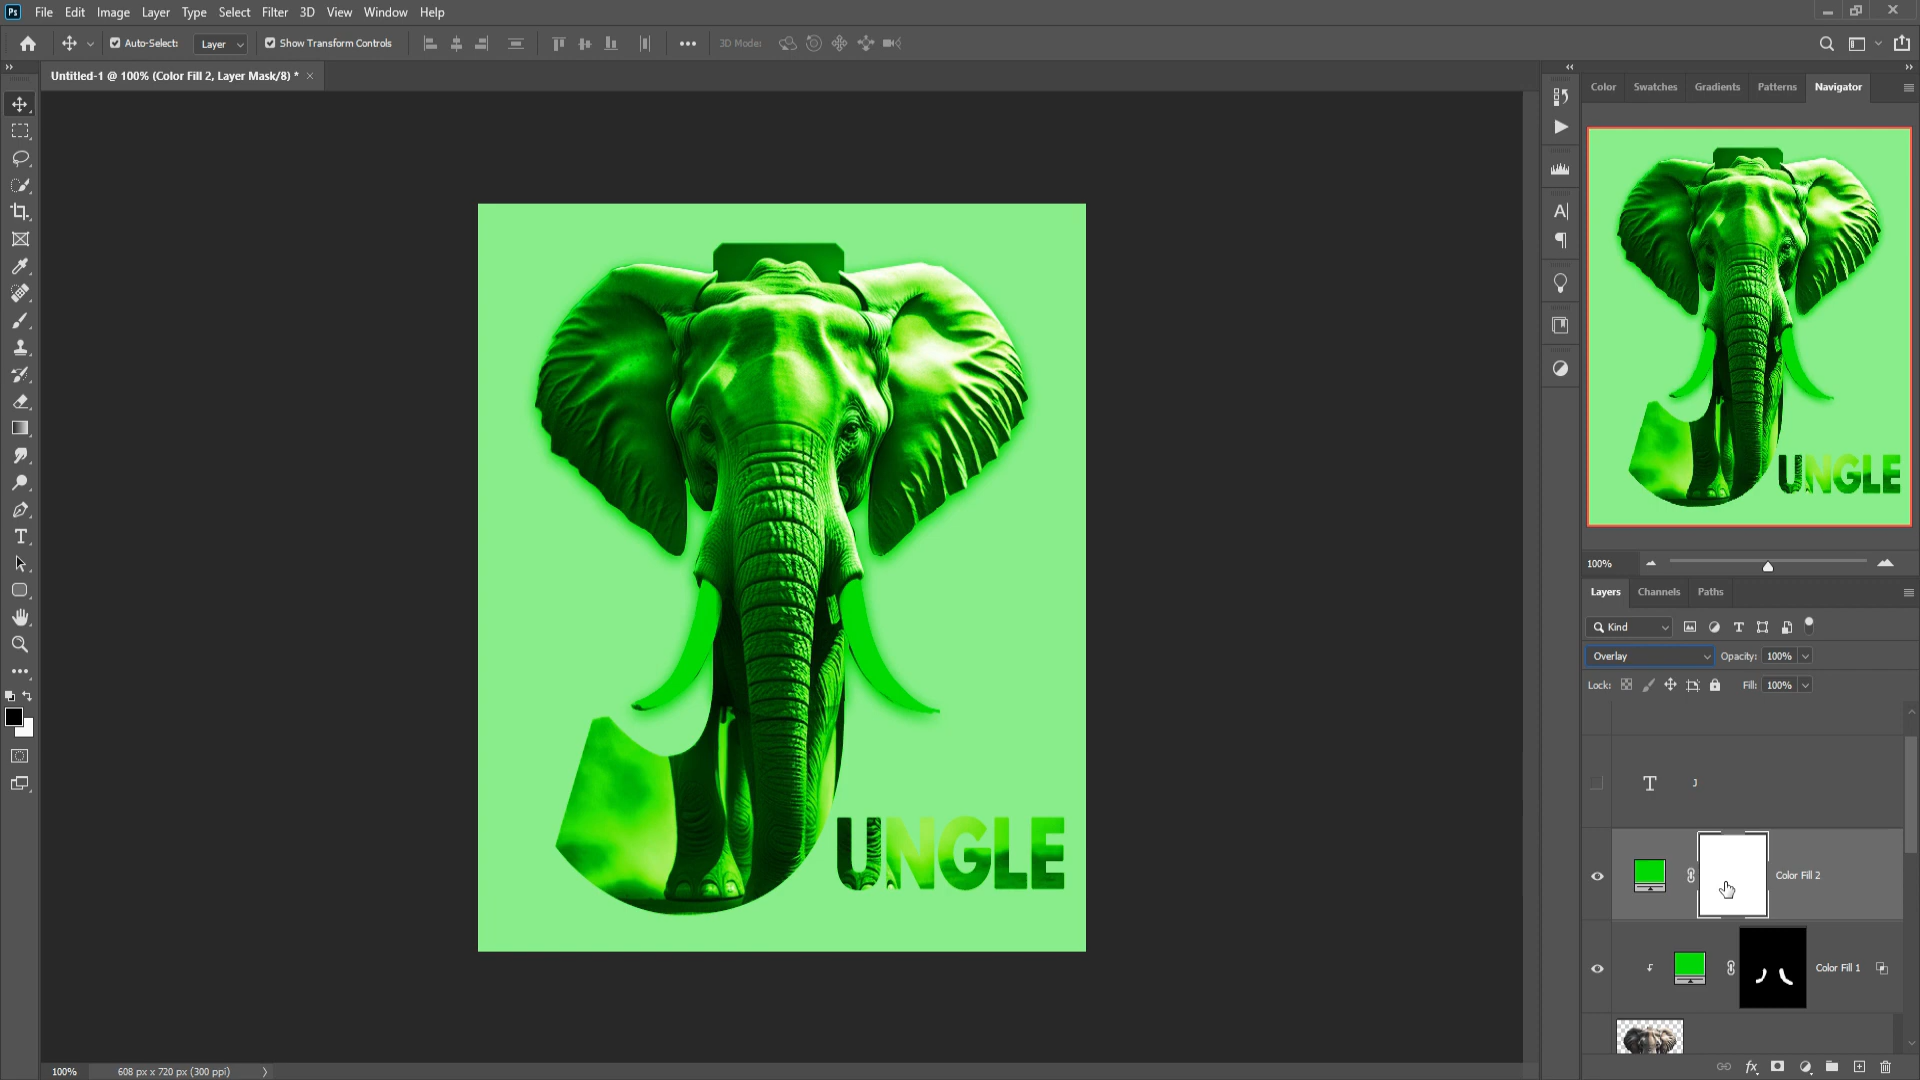 Ps File Edit Image Layer Type Select Filter 3D View Window Help
Auto-Select: Layer Show Transform Controls 3D Mode:
Untitled-1 @ 100% (Color Fill 2, Layer Mask/8) *
Color Swatches Gradients Patterns Navigator
UNGLE
100%
Layers Channels Paths
Kind
Overlay Opacity: 100%
Lock: Fill: 100%
T J
UNGLE
Color Fill 2
Color Fill 1
fx
100% 608 px x 720 px (300 ppi)